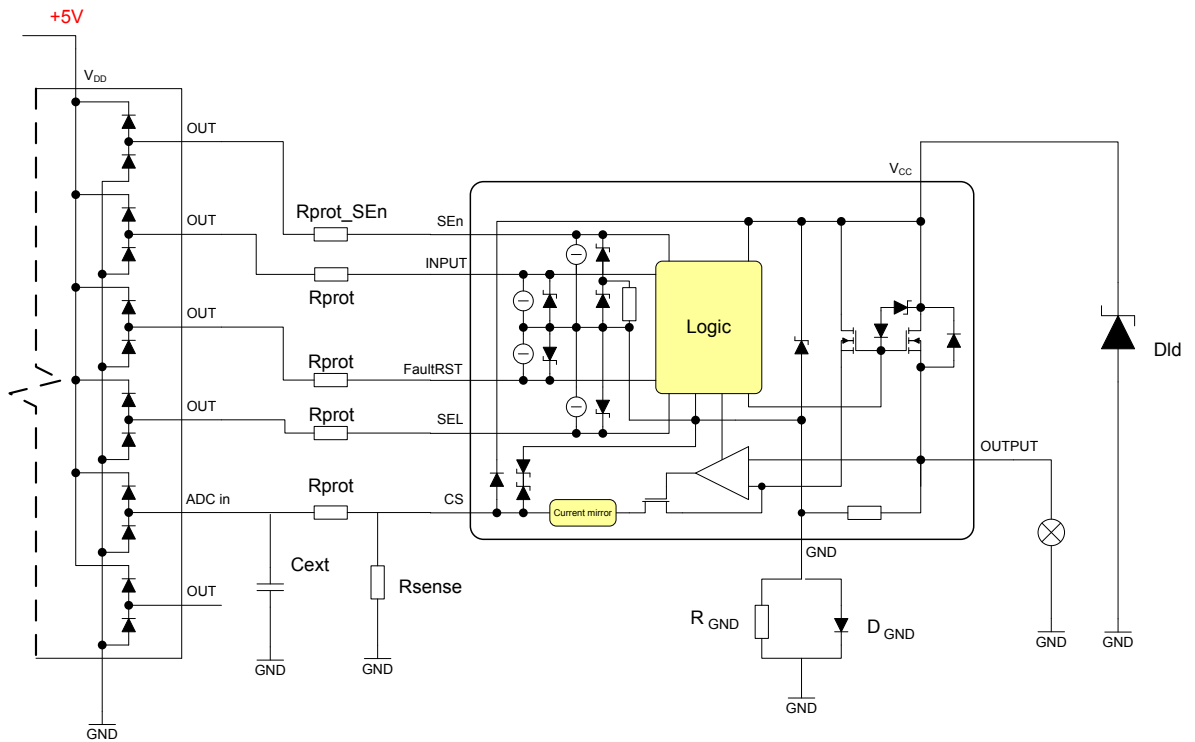 +5V
VDD
OUT
VCC
Rprot_SEn
SEn
OUT
INPUT
Rprot
Logic
OUT
Rprot
FaultRST
Dld
OUT
Rprot
SEL
OUTPUT
ADC in
Rprot
CS
Current mirror
GND
Cext
Rsense
OUT
R GND
D GND
GND
GND
GND
GND
GND
GND